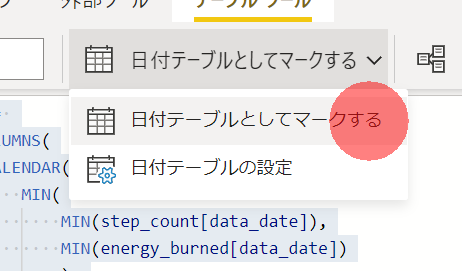 外部ツール
テーブル ツール
日付テーブルとしてマークする
日付テーブルとしてマークする
日付テーブルの設定
UMNS(
ALENDAR(
MIN(
MIN(step_count[data_date]),
MIN(energy_burned[data_date])